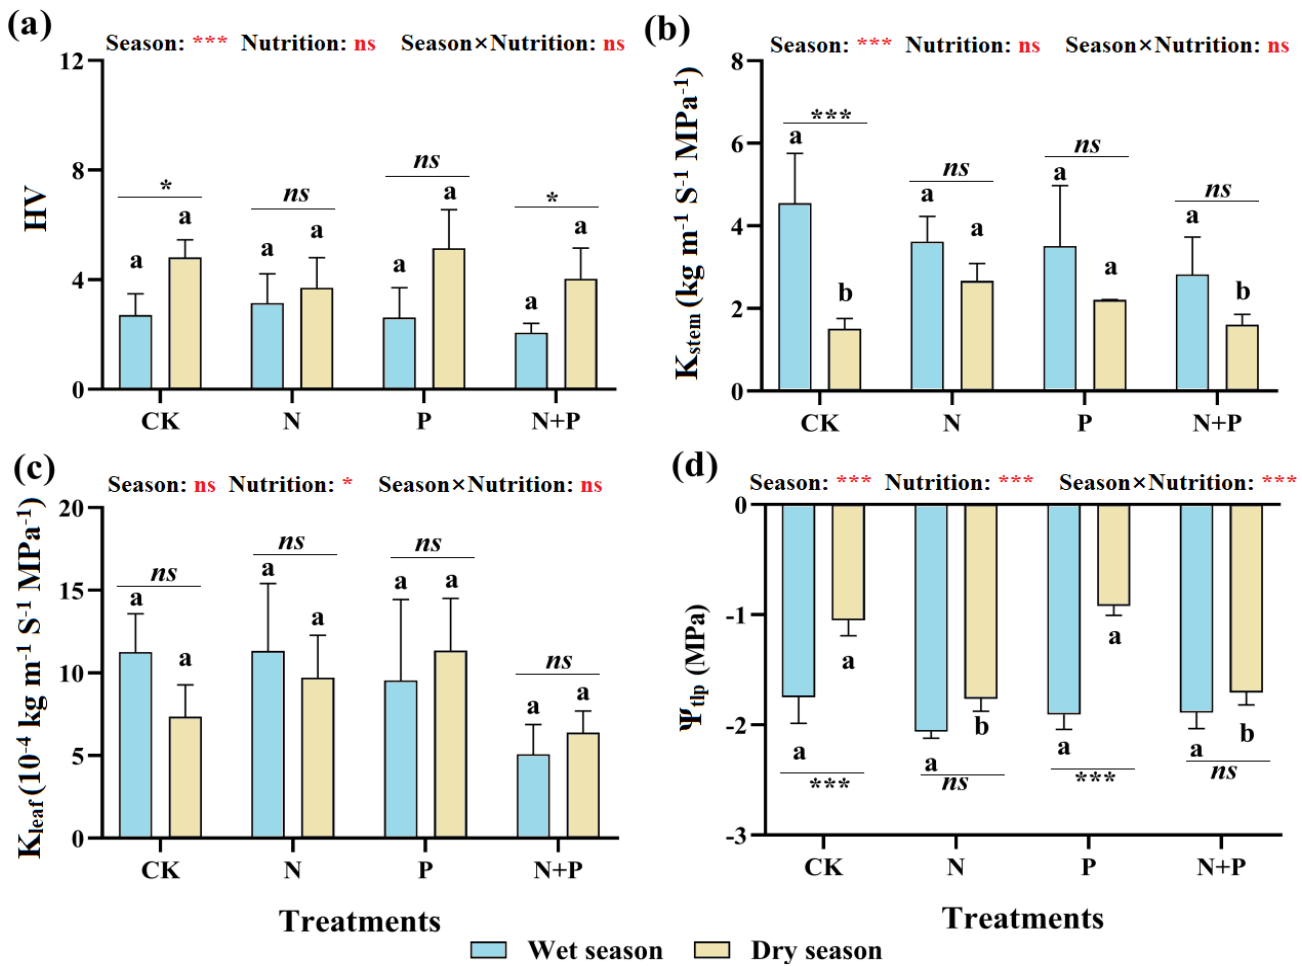 (a)
Season: *** Nutrition: ns Season×Nutrition: ns
12
8
4
0
HV
* ns ns *
a a a a a a a a
CK N P N+P
(b)
Season: *** Nutrition: ns Season×Nutrition: ns
8
6
4
2
0
Kstem (kg m-1 S-1 MPa-1)
*** ns ns ns
a b a a a a a b
CK N P N+P
(c)
Season: ns Nutrition: * Season×Nutrition: ns
20
15
10
5
0
Kleaf (10-4 kg m-1 S-1 MPa-1)
ns ns ns ns
a a a a a a a a
CK N P N+P
Treatments
(d)
Season: *** Nutrition: *** Season×Nutrition: ***
0
-1
-2
-3
Ψtlp (MPa)
a a a b a a a b
*** ns *** ns
CK N P N+P
Treatments
Wet season Dry season